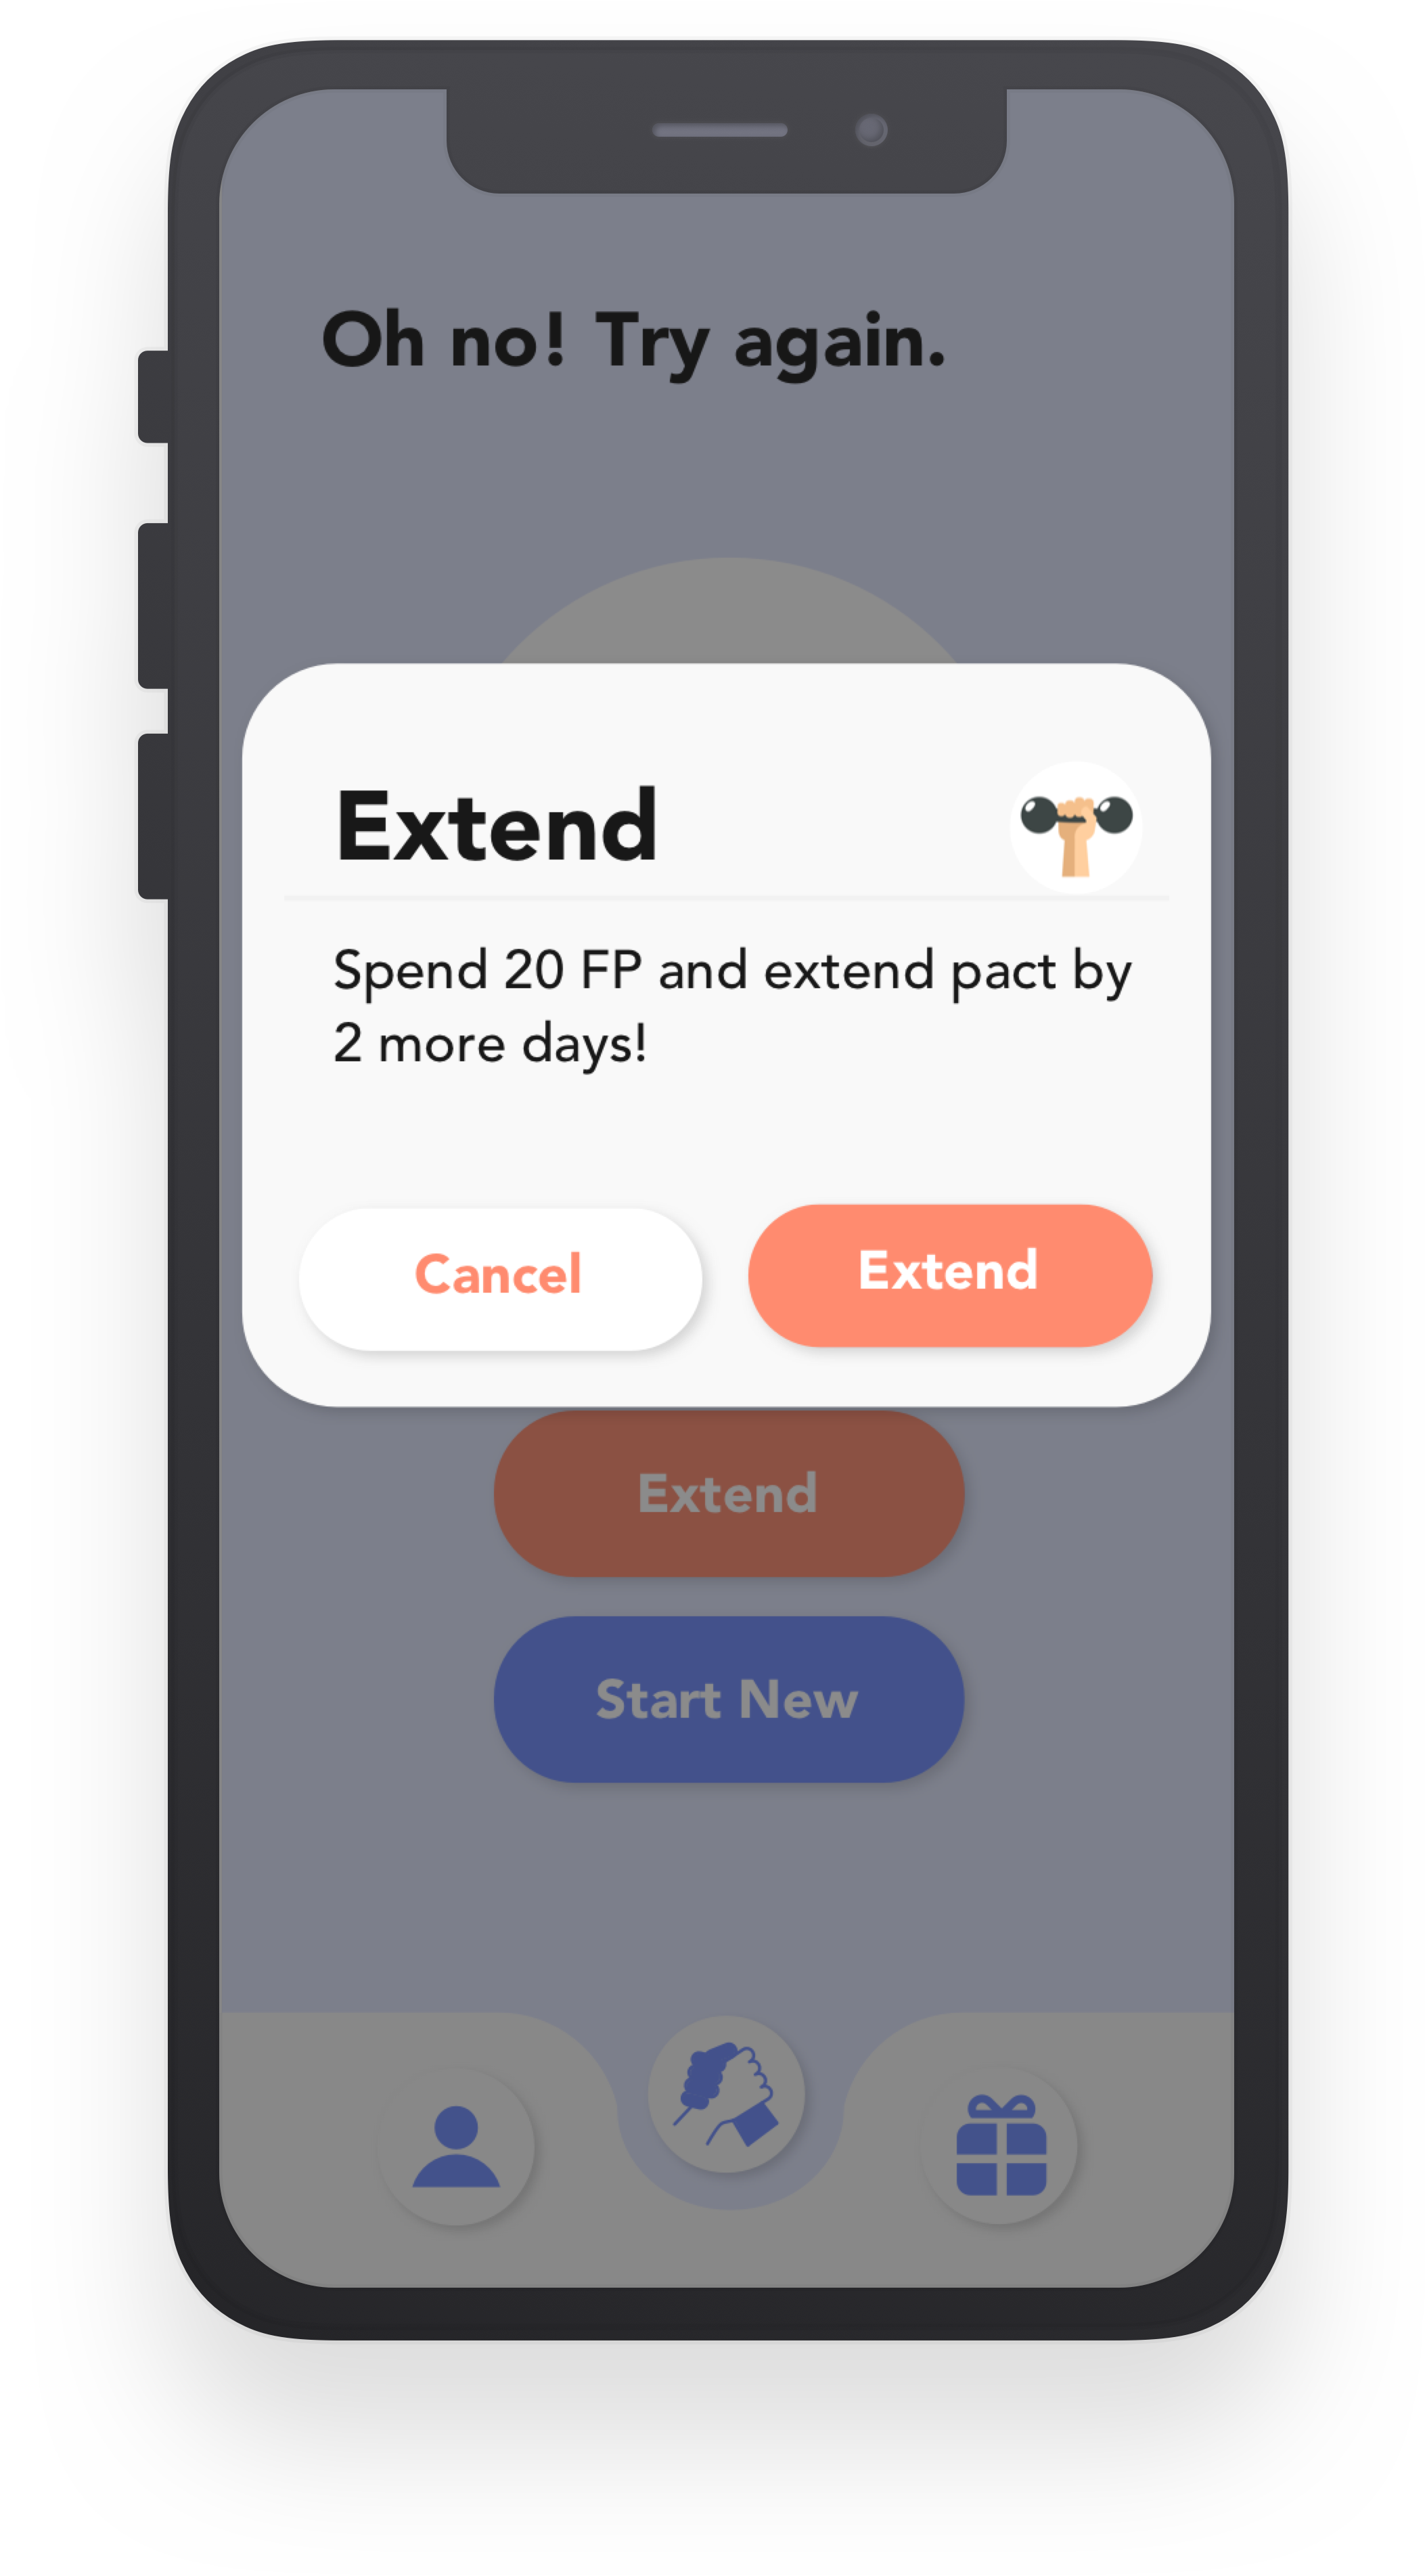 Oh no! Try again.
Extend
Spend 20 FP and extend pact by
2 more days!
Cancel
Extend
Extend
Start New